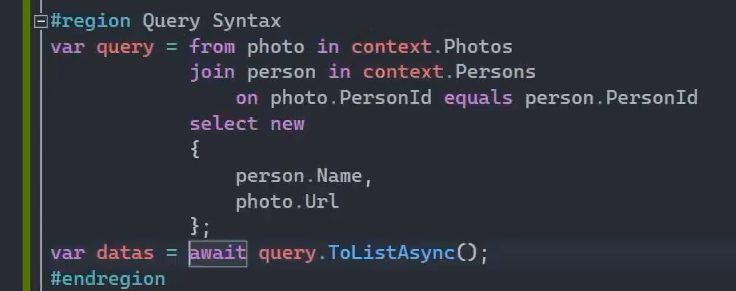 #region Query Syntax
var query = from photo in context.Photos
            join person in context.Persons
                on photo.PersonId equals person.PersonId
            select new
            {
                person.Name,
                photo.Url
            };
var datas = await query.ToListAsync();
#endregion